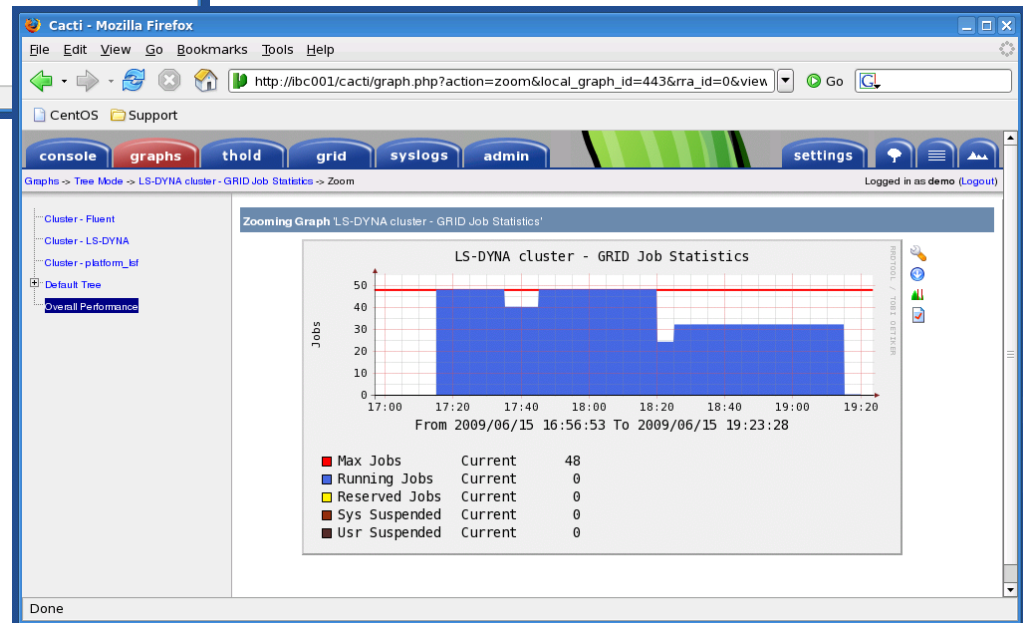 Cacti - Mozilla Firefox
File Edit View Go Bookmarks Tools Help
http://ibc001/cacti/graph.php?action=zoom&local_graph_id=443&rra_id=0&view
Go
G
CentOS Support
console graphs thold grid syslogs admin settings
Graphs -> Tree Mode -> LS-DYNA cluster - GRID Job Statistics -> Zoom
Logged in as demo (Logout)
Cluster - Fluent
Cluster - LS-DYNA
Cluster - platform_lsf
Default Tree
Overall Performance
Zooming Graph 'LS-DYNA cluster - GRID Job Statistics'
LS-DYNA cluster - GRID Job Statistics
RRDTOOL / TOBI OETIKER
Jobs
50
40
30
20
10
0
17:00 17:20 17:40 18:00 18:20 18:40 19:00 19:20
From 2009/06/15 16:56:53 To 2009/06/15 19:23:28
Max Jobs Current 48
Running Jobs Current 0
Reserved Jobs Current 0
Sys Suspended Current 0
Usr Suspended Current 0
Done